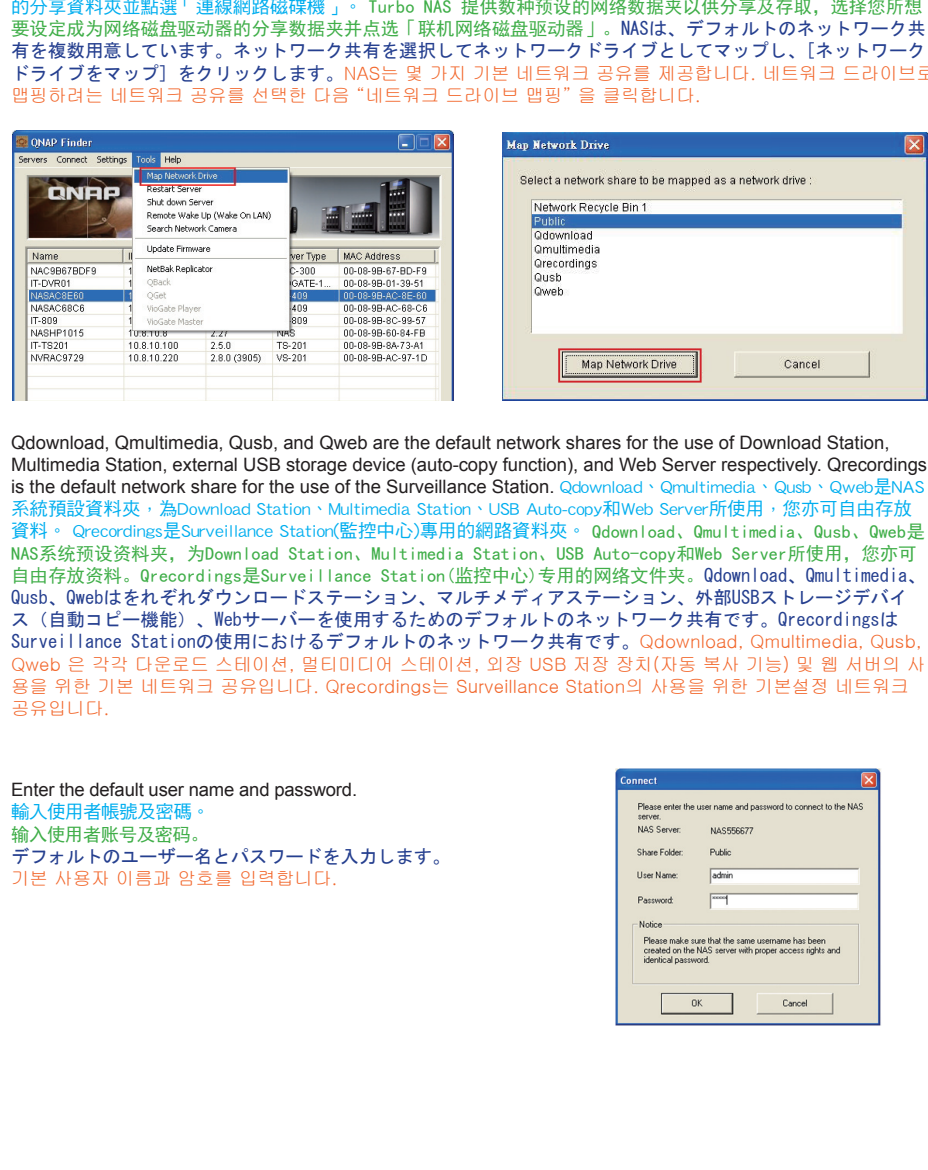 的分享資料夾並點選「連線網路磁碟機」。 Turbo NAS 提供数种预设的网络数据夹以供分享及存取，选择您所想
要设定成为网络磁盘驱动器的分享数据夹并点选「联机网络磁盘驱动器」。NASは、デフォルトのネットワーク共
有を複数用意しています。ネットワーク共有を選択してネットワークドライブとしてマップし、[ネットワーク
ドライブをマップ] をクリックします。NAS는 몇 가지 기본 네트워크 공유를 제공합니다. 네트워크 드라이브로
맵핑하려는 네트워크 공유를 선택한 다음 “네트워크 드라이브 맵핑” 을 클릭합니다.
QNAP Finder
Servers Connect Settings Tools Help
Map Network Drive
Restart Server
Shut down Server
Remote Wake Up (Wake On LAN)
Search Network Camera
Update Firmware
NetBak Replicator
QBack
QGet
VioGate Player
VioGate Master
QNAP
Name ver Type MAC Address
NAC9B67BDF9 1 C-300 00-08-9B-67-BD-F9
IT-DVR01 1 GATE-1... 00-08-9B-01-39-51
NASAC8E60 1 409 00-08-9B-AC-8E-60
NASAC68C6 1 409 00-08-9B-AC-68-C6
IT-809 1 809 00-08-9B-8C-99-57
NASHP1015 10.8.10.8 2.27 NAS 00-08-9B-60-84-FB
IT-TS201 10.8.10.100 2.5.0 TS-201 00-08-9B-8A-73-A1
NVRAC9729 10.8.10.220 2.8.0 (3905) VS-201 00-08-9B-AC-97-1D
Map Network Drive
Select a network share to be mapped as a network drive :
Network Recycle Bin 1
Public
Qdownload
Qmultimedia
Qrecordings
Qusb
Qweb
Map Network Drive Cancel
Qdownload, Qmultimedia, Qusb, and Qweb are the default network shares for the use of Download Station,
Multimedia Station, external USB storage device (auto-copy function), and Web Server respectively. Qrecordings
is the default network share for the use of the Surveillance Station. Qdownload、Qmultimedia、Qusb、Qweb是NAS
系統預設資料夾，為Download Station、Multimedia Station、USB Auto-copy和Web Server所使用，您亦可自由存放
資料。 Qrecordings是Surveillance Station(監控中心)專用的網路資料夾。 Qdownload、Qmultimedia、Qusb、Qweb是
NAS系统预设资料夹，为Download Station、Multimedia Station、USB Auto-copy和Web Server所使用，您亦可
自由存放资料。Qrecordings是Surveillance Station(监控中心)专用的网络文件夹。Qdownload、Qmultimedia、
Qusb、Qwebはをれぞれダウンロードステーション、マルチメディアステーション、外部USBストレージデバイ
ス（自動コピー機能）、Webサーバーを使用するためのデフォルトのネットワーク共有です。Qrecordingsは
Surveillance Stationの使用におけるデフォルトのネットワーク共有です。Qdownload, Qmultimedia, Qusb,
Qweb 은 각각 다운로드 스테이션, 멀티미디어 스테이션, 외장 USB 저장 장치(자동 복사 기능) 및 웹 서버의 사
용을 위한 기본 네트워크 공유입니다. Qrecordings는 Surveillance Station의 사용을 위한 기본설정 네트워크
공유입니다.
Enter the default user name and password.
輸入使用者帳號及密碼。
输入使用者账号及密码。
デフォルトのユーザー名とパスワードを入力します。
기본 사용자 이름과 암호를 입력합니다.
Connect
Please enter the user name and password to connect to the NAS
server.
NAS Server: NAS556677
Share Folder: Public
User Name: admin
Password:
Notice
Please make sure that the same username has been
created on the NAS server with proper access rights and
identical password.
OK Cancel